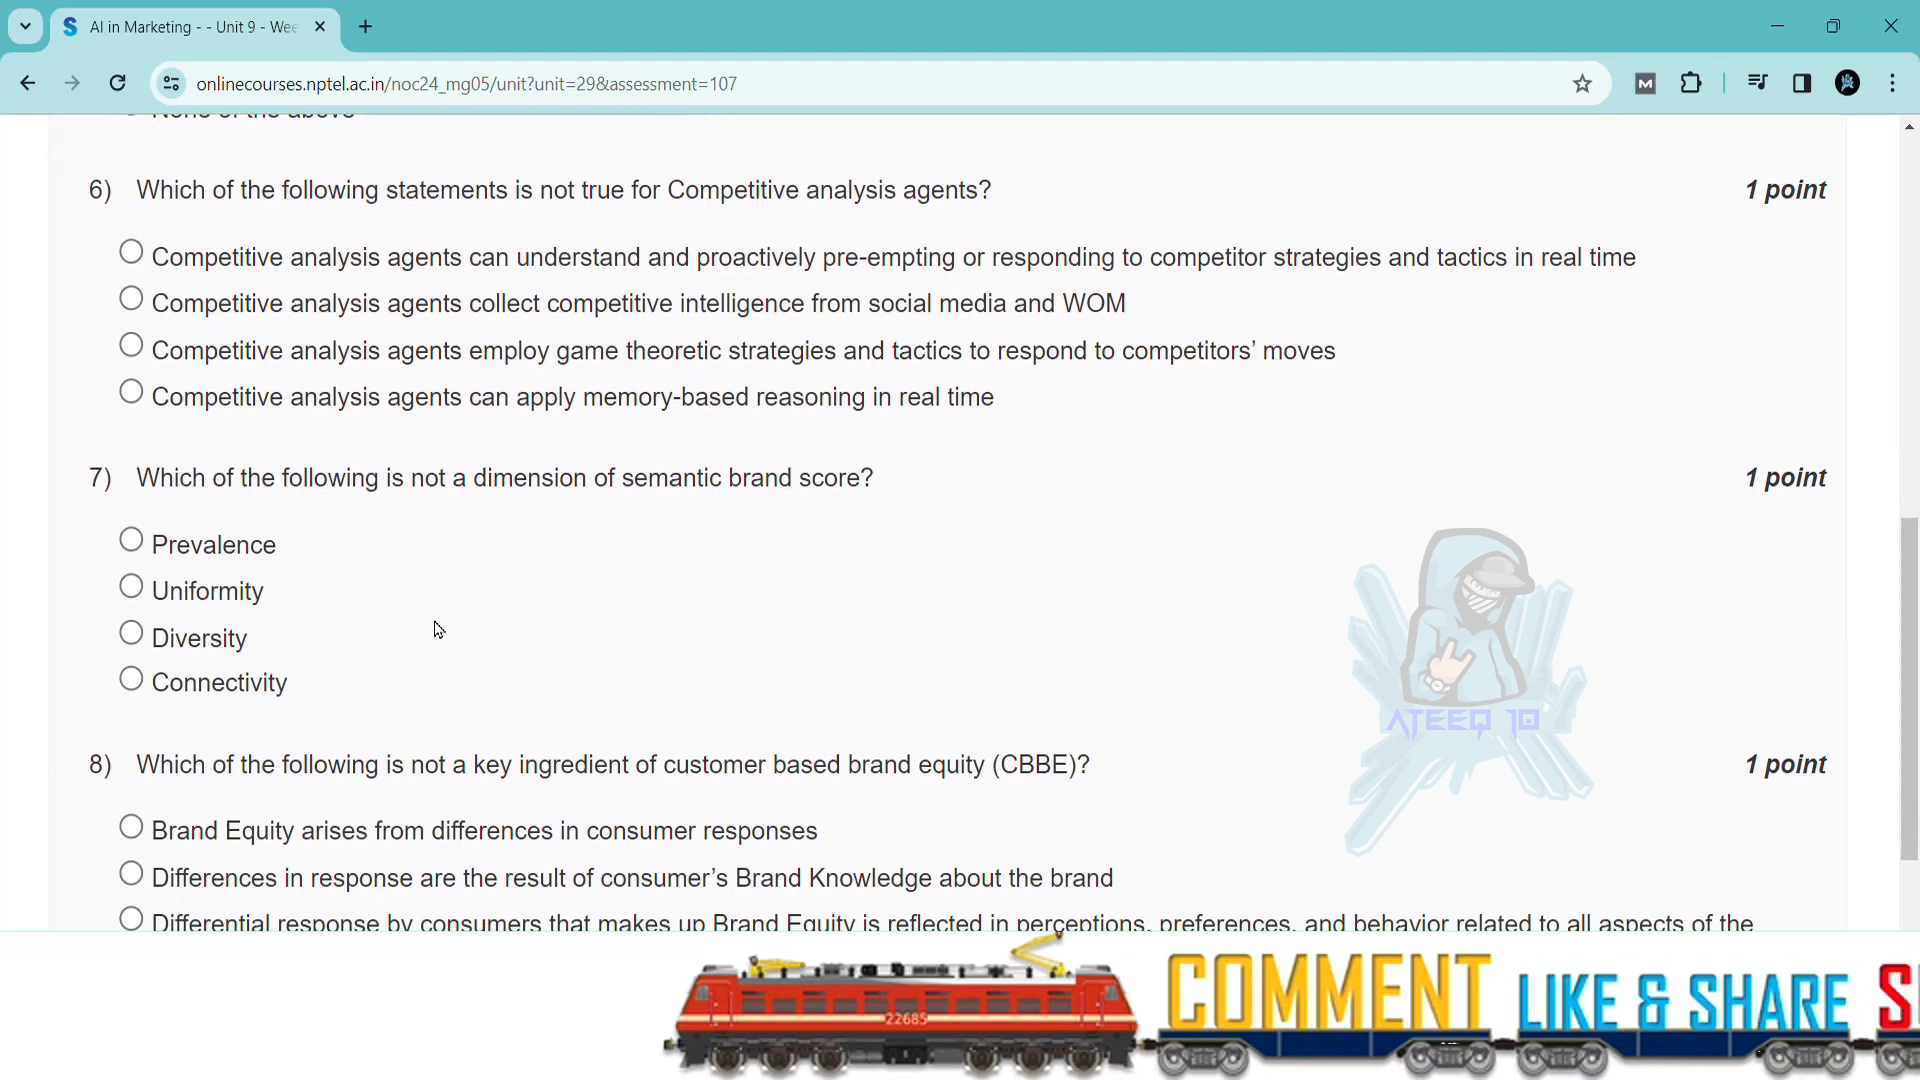 AI in Marketing - - Unit 9 - Wee
onlinecourses.nptel.ac.in/noc24_mg05/unit?unit=29&assessment=107
None of the above
6) Which of the following statements is not true for Competitive analysis agents? 1 point
Competitive analysis agents can understand and proactively pre-empting or responding to competitor strategies and tactics in real time
Competitive analysis agents collect competitive intelligence from social media and WOM
Competitive analysis agents employ game theoretic strategies and tactics to respond to competitors’ moves
Competitive analysis agents can apply memory-based reasoning in real time
7) Which of the following is not a dimension of semantic brand score? 1 point
Prevalence
Uniformity
Diversity
Connectivity
ATEEQ 10
8) Which of the following is not a key ingredient of customer based brand equity (CBBE)? 1 point
Brand Equity arises from differences in consumer responses
Differences in response are the result of consumer’s Brand Knowledge about the brand
Differential response by consumers that makes up Brand Equity is reflected in perceptions, preferences, and behavior related to all aspects of the
22685
COMMENT LIKE & SHARE S